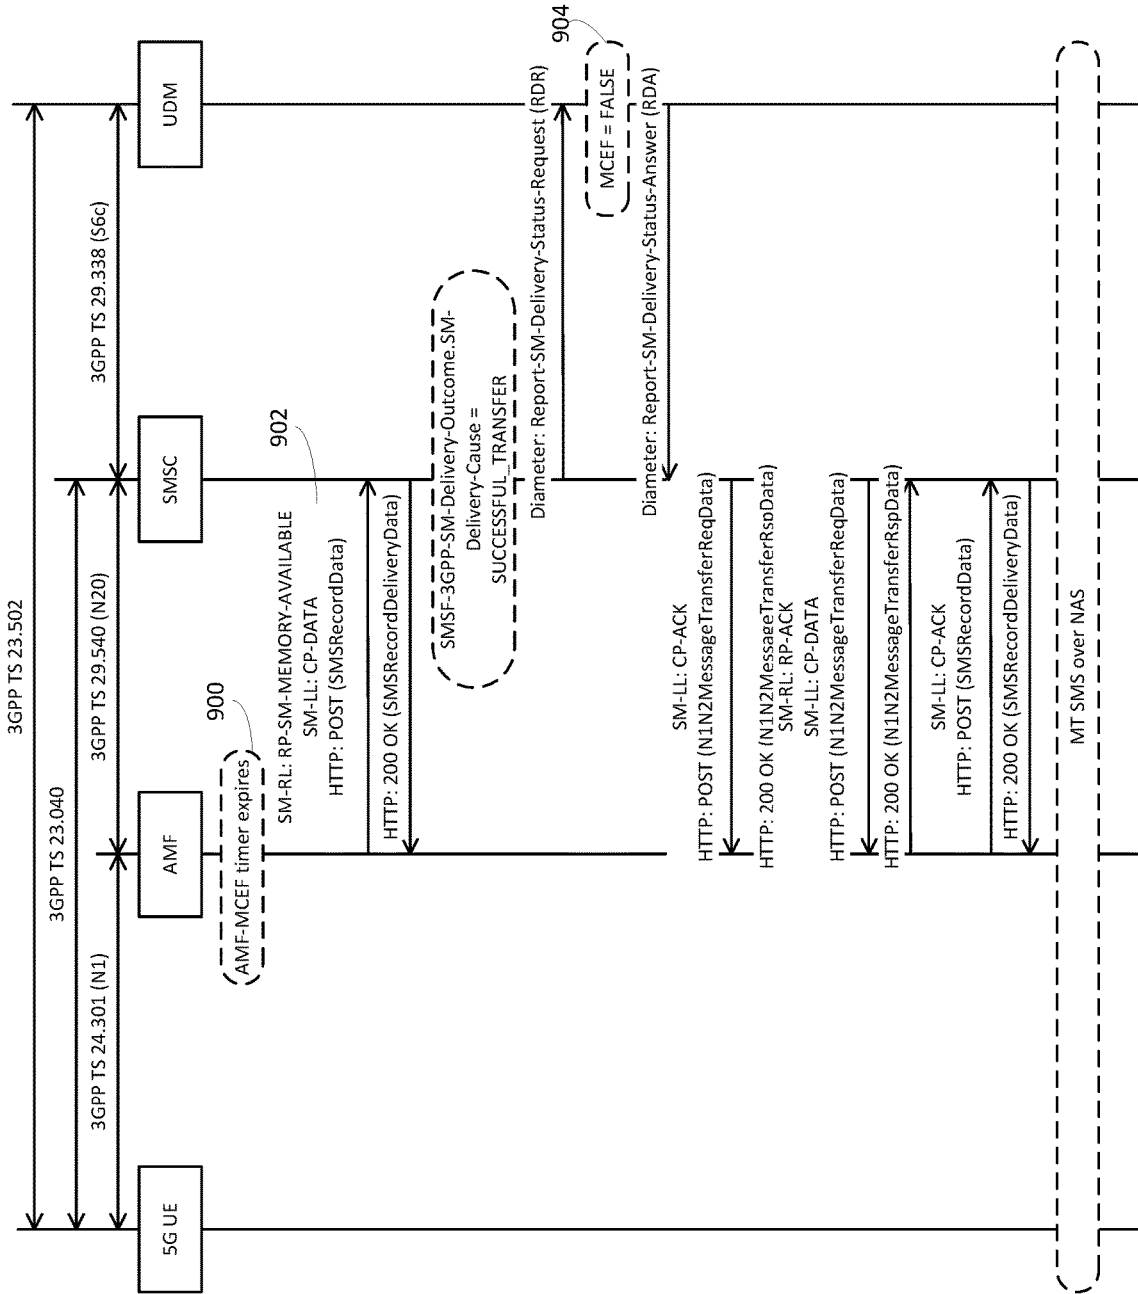 3GPP TS 23.502
3GPP TS 23.040
3GPP TS 24.301 (N1)
3GPP TS 29.540 (N20)
3GPP TS 29.338 (S6c)
5G UE
AMF
SMSC
UDM
AMF-MCEF timer expires
900
SM-RL: RP-SM-MEMORY-AVAILABLE
SM-LL: CP-DATA
HTTP: POST (SMSRecordData)
902
HTTP: 200 OK (SMSRecordDeliveryData)
SMSF-3GPP-SM-Delivery-Outcome.SM-
Delivery-Cause =
SUCCESSFUL_TRANSFER
Diameter: Report-SM-Delivery-Status-Request (RDR)
MCEF = FALSE
904
Diameter: Report-SM-Delivery-Status-Answer (RDA)
SM-LL: CP-ACK
HTTP: POST (N1N2MessageTransferReqData)
HTTP: 200 OK (N1N2MessageTransferRspData)
SM-RL: RP-ACK
SM-LL: CP-DATA
HTTP: POST (N1N2MessageTransferReqData)
HTTP: 200 OK (N1N2MessageTransferRspData)
SM-LL: CP-ACK
HTTP: POST (SMSRecordData)
HTTP: 200 OK (SMSRecordDeliveryData)
MT SMS over NAS